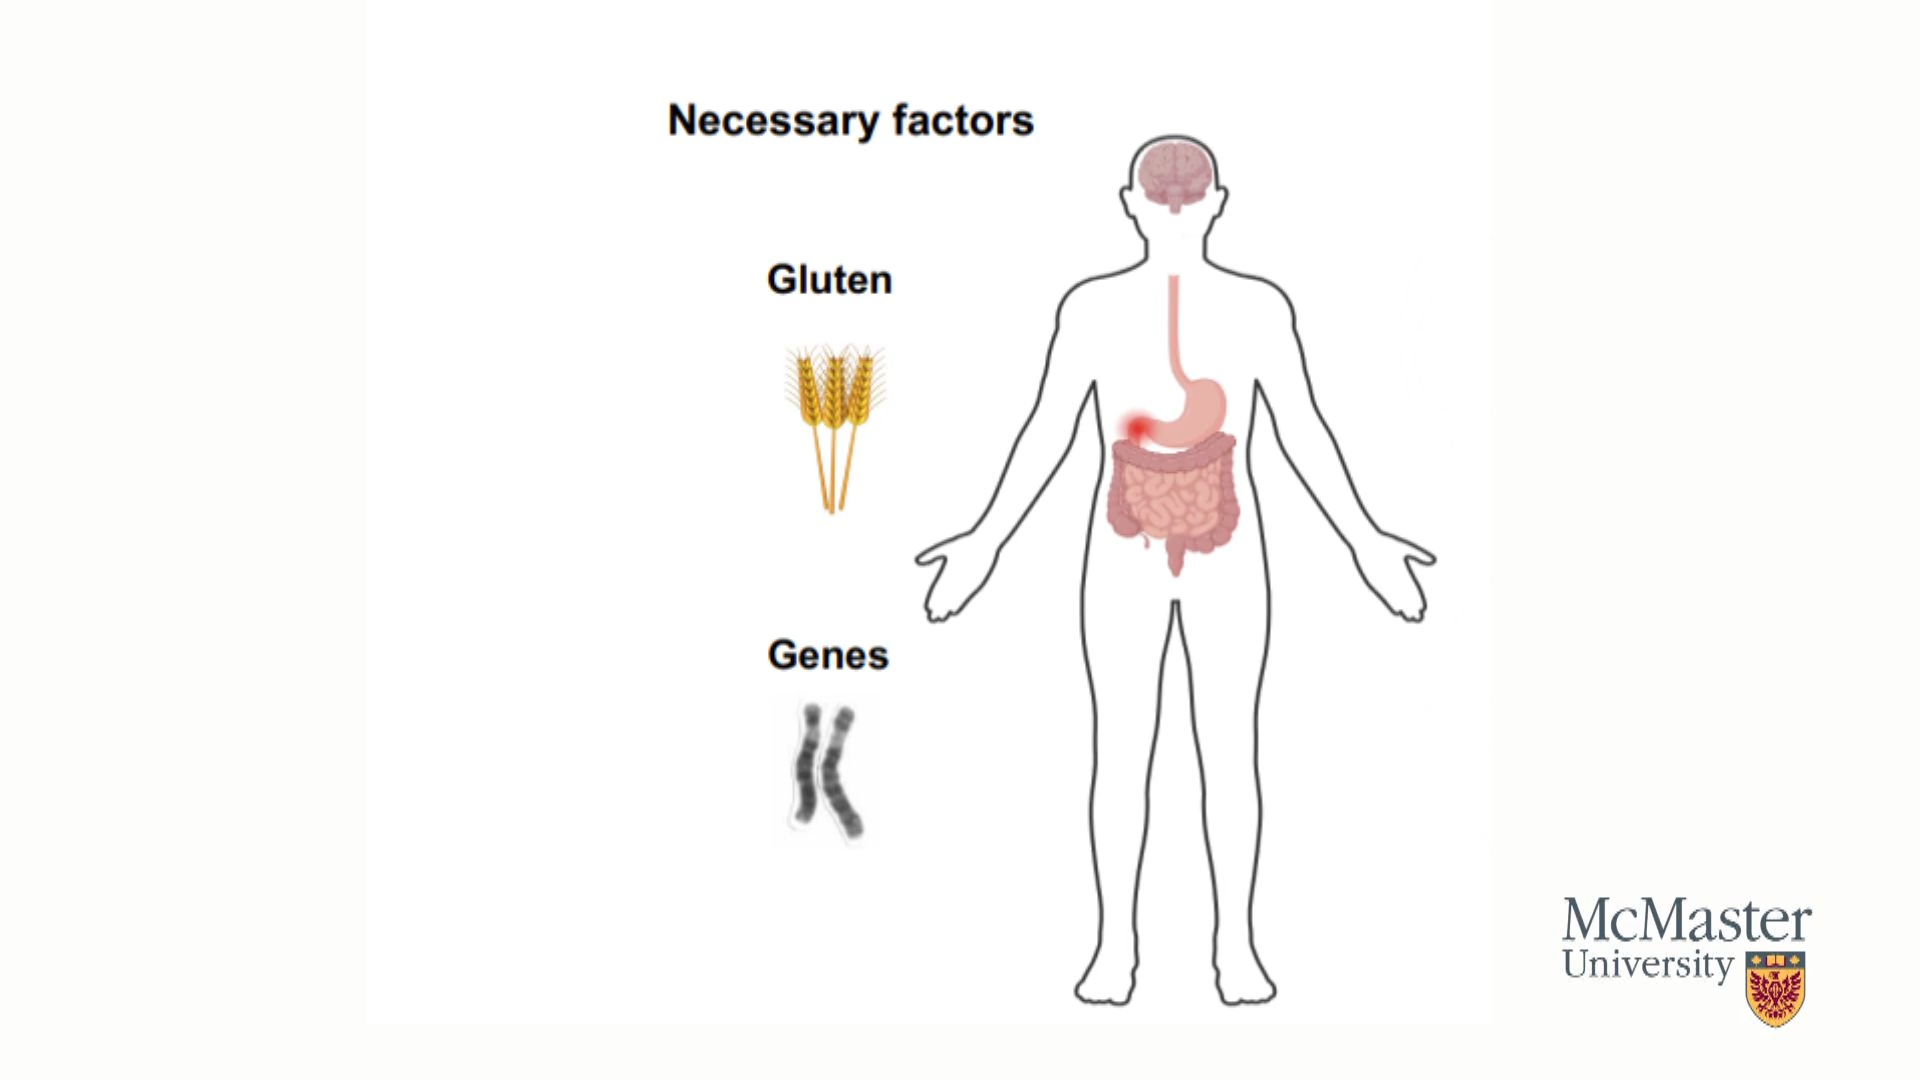 Necessary factors
Gluten
Genes
McMaster
University